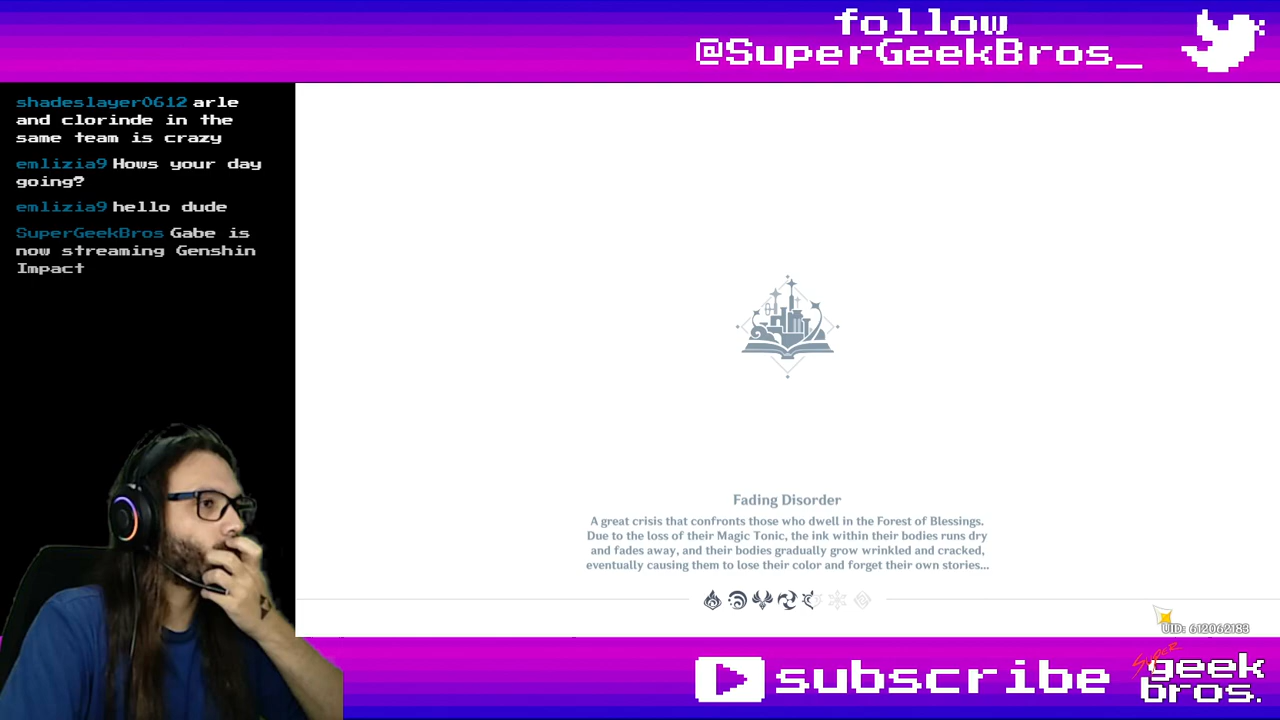 follow
@SuperGeekBros_
shadeslayer0612 arle
and clorinde in the
same team is crazy
emlizia9 Hows your day
going?
emlizia9 hello dude
SuperGeekBros Gabe is
now streaming Genshin
Impact
Fading Disorder
A great crisis that confronts those who dwell in the Forest of Blessings.
Due to the loss of their Magic Tonic, the ink within their bodies runs dry
and fades away, and their bodies gradually grow wrinkled and cracked,
eventually causing them to lose their color and forget their own stories...
UID: 612062183
subscribe
super
geek
bros.